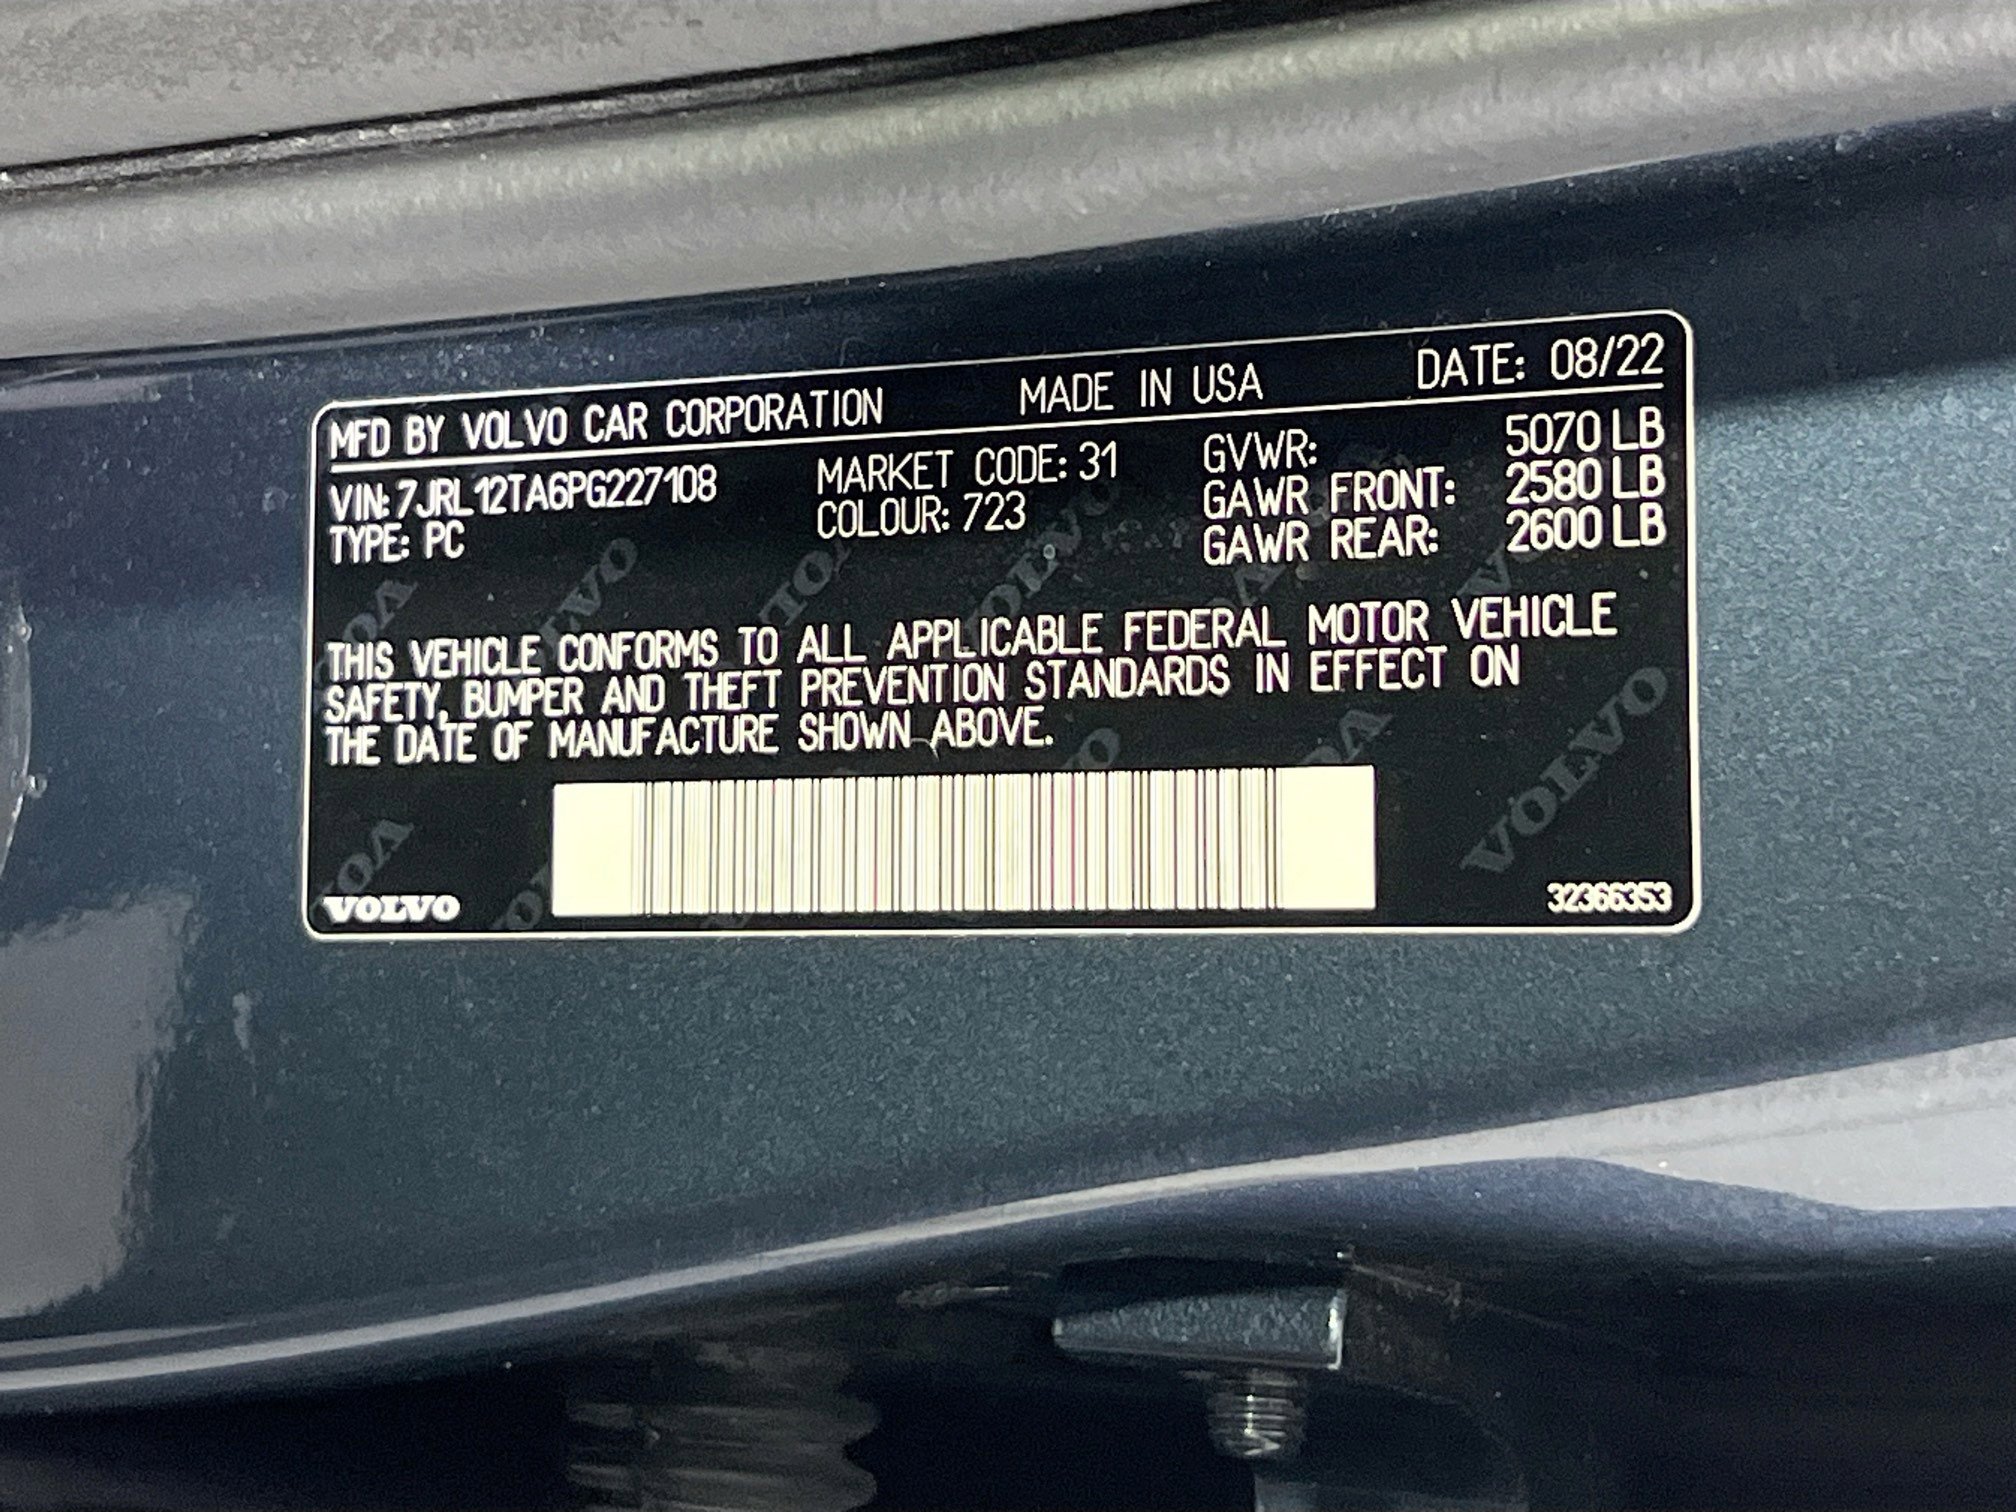 MFD BY VOLVO CAR CORPORATION MADE IN USA DATE: 08/22
VIN: 7JRL12TA6PG227108 MARKET CODE: 31 GVWR: 5070 LB
TYPE: PC COLOUR: 723 GAWR FRONT: 2580 LB
GAWR REAR: 2600 LB
THIS VEHICLE CONFORMS TO ALL APPLICABLE FEDERAL MOTOR VEHICLE
SAFETY, BUMPER AND THEFT PREVENTION STANDARDS IN EFFECT ON
THE DATE OF MANUFACTURE SHOWN ABOVE.
VOLVO 32366353